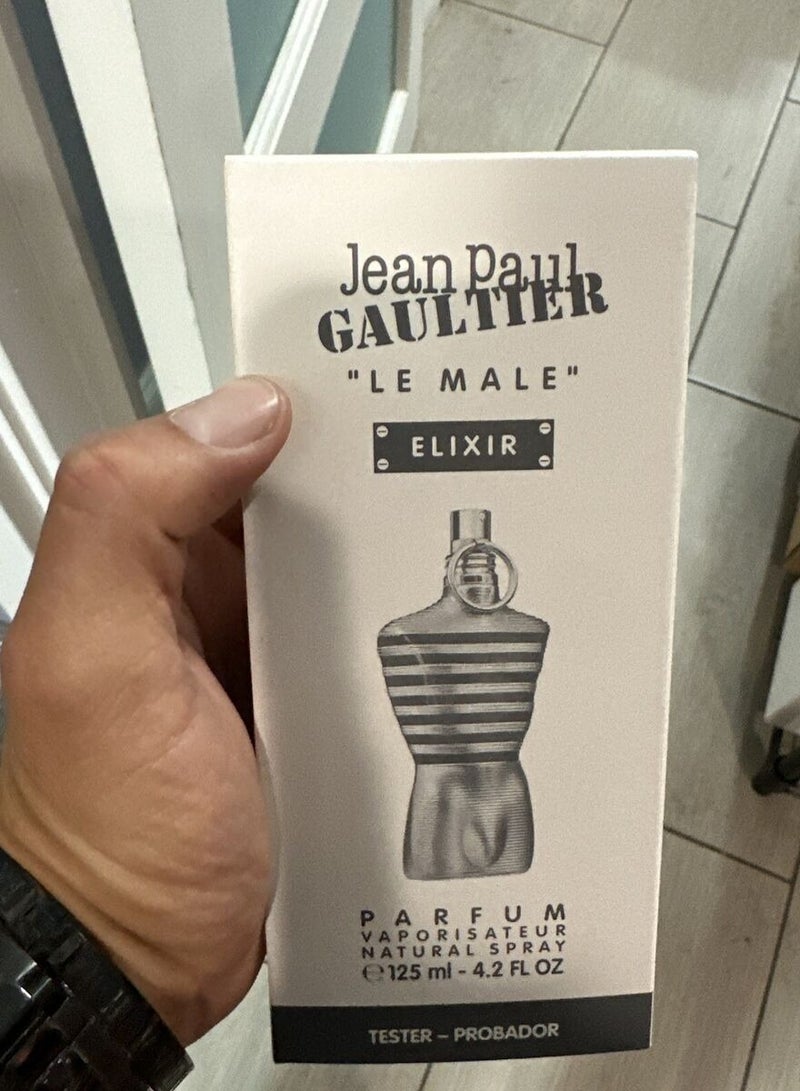 Jean Paul
GAULTIER
"LE MALE"
ELIXIR
PARFUM
VAPORISATEUR
NATURAL SPRAY
℮125 ml - 4.2 FL OZ
TESTER – PROBADOR